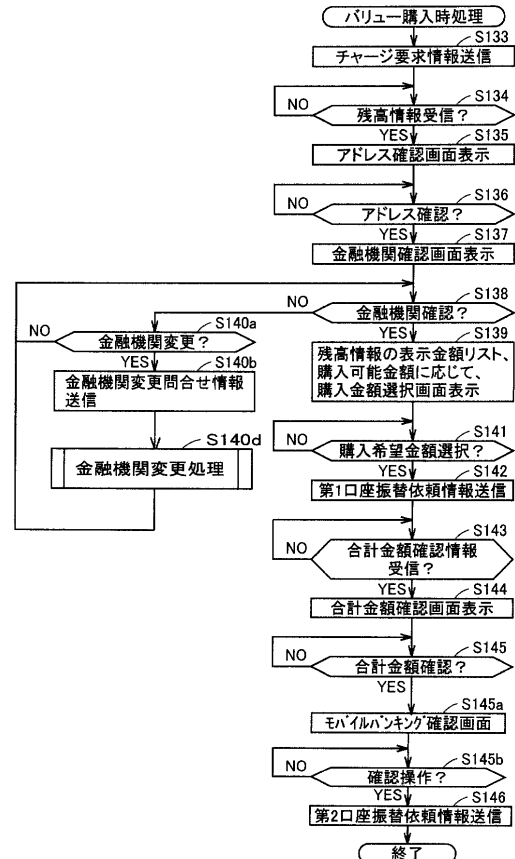 バリュー購入時処理
S133
チャージ要求情報送信
S134
NO
残高情報受信？
YES
S135
アドレス確認画面表示
S136
NO
アドレス確認？
YES
S137
金融機関確認画面表示
S138
NO
金融機関確認？
YES
S139
残高情報の表示金額リスト、
購入可能金額に応じて、
購入金額選択画面表示
S140a
NO
金融機関変更？
YES
S140b
金融機関変更問合せ情報
送信
S140d
金融機関変更処理
S141
NO
購入希望金額選択？
YES
S142
第1口座振替依頼情報送信
S143
NO
合計金額確認情報
受信？
YES
S144
合計金額確認画面表示
S145
NO
合計金額確認？
YES
S145a
ﾓﾊﾞｲﾙﾊﾞﾝｷﾝｸﾞ確認画面
S145b
NO
確認操作？
YES
S146
第2口座振替依頼情報送信
終了